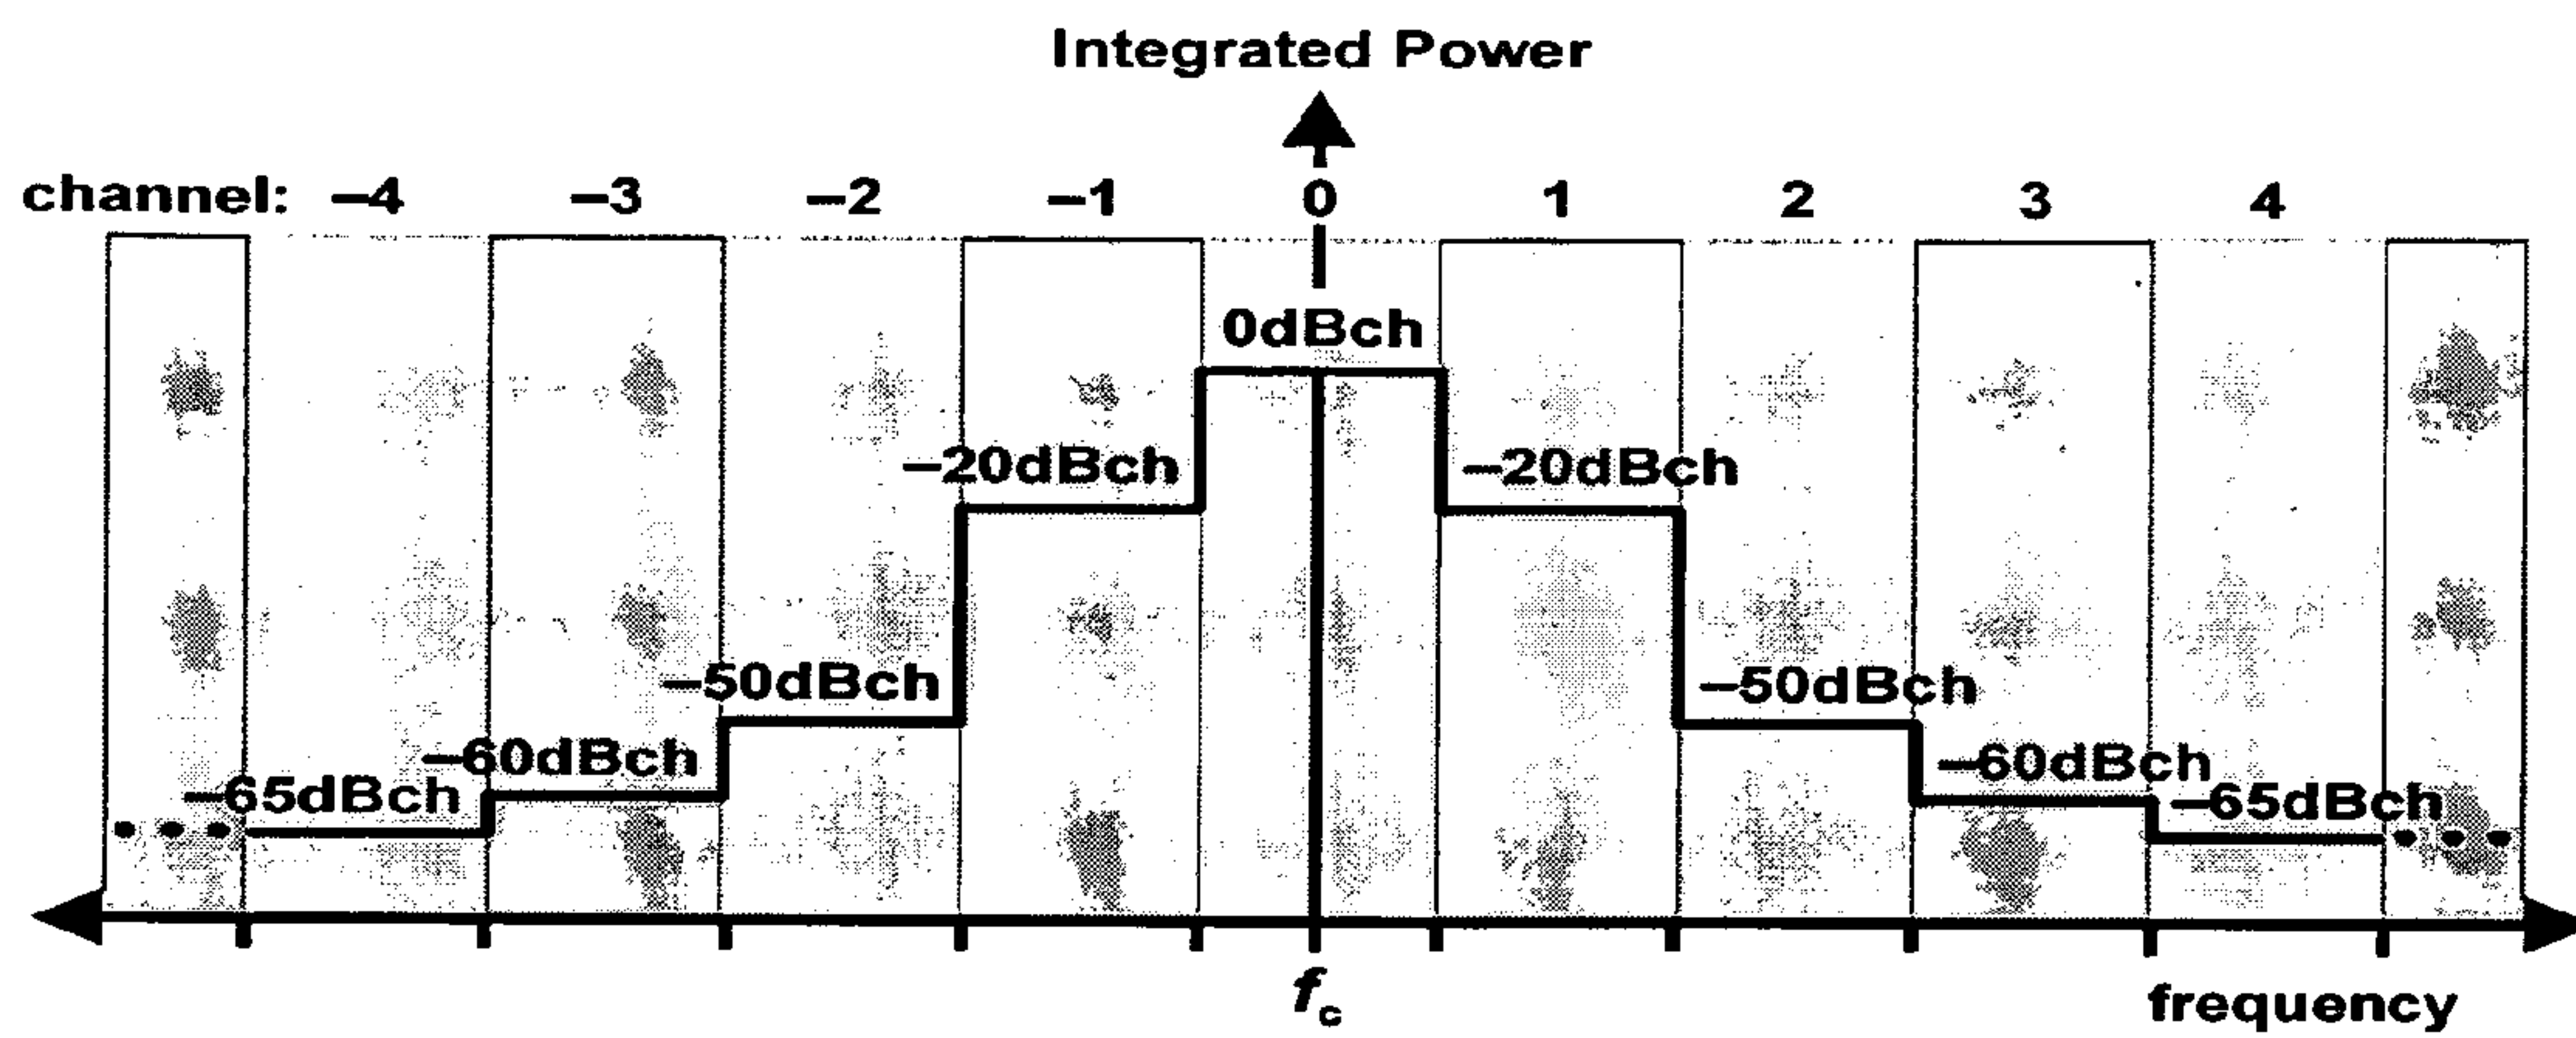 Integrated Power
channel: –4 –3 –2 –1 0 1 2 3 4
0dBch
–20dBch –20dBch
–50dBch –50dBch
–60dBch –60dBch
–65dBch –65dBch
fc
frequency